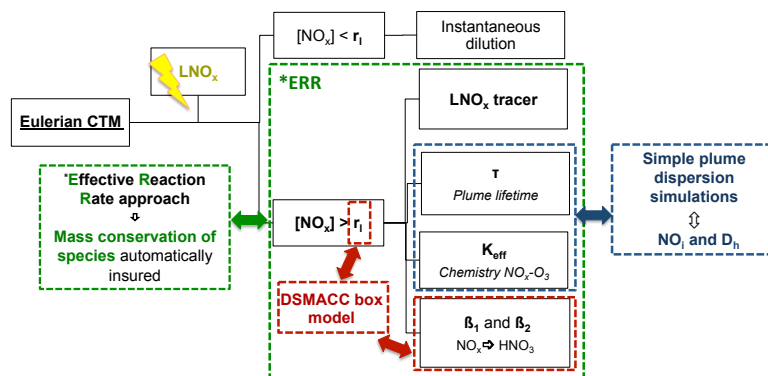 [NOx] < rl
Instantaneous
dilution
LNOx
*ERR
LNOx tracer
Eulerian CTM
*Effective Reaction
Rate approach
⇩
Mass conservation of
species automatically
insured
[NOx] > rl
τ
Plume lifetime
Keff
Chemistry NOx-O3
Simple plume
dispersion
simulations
⇕
NOi and Dh
DSMACC box
model
ß1 and ß2
NOx⇨ HNO3